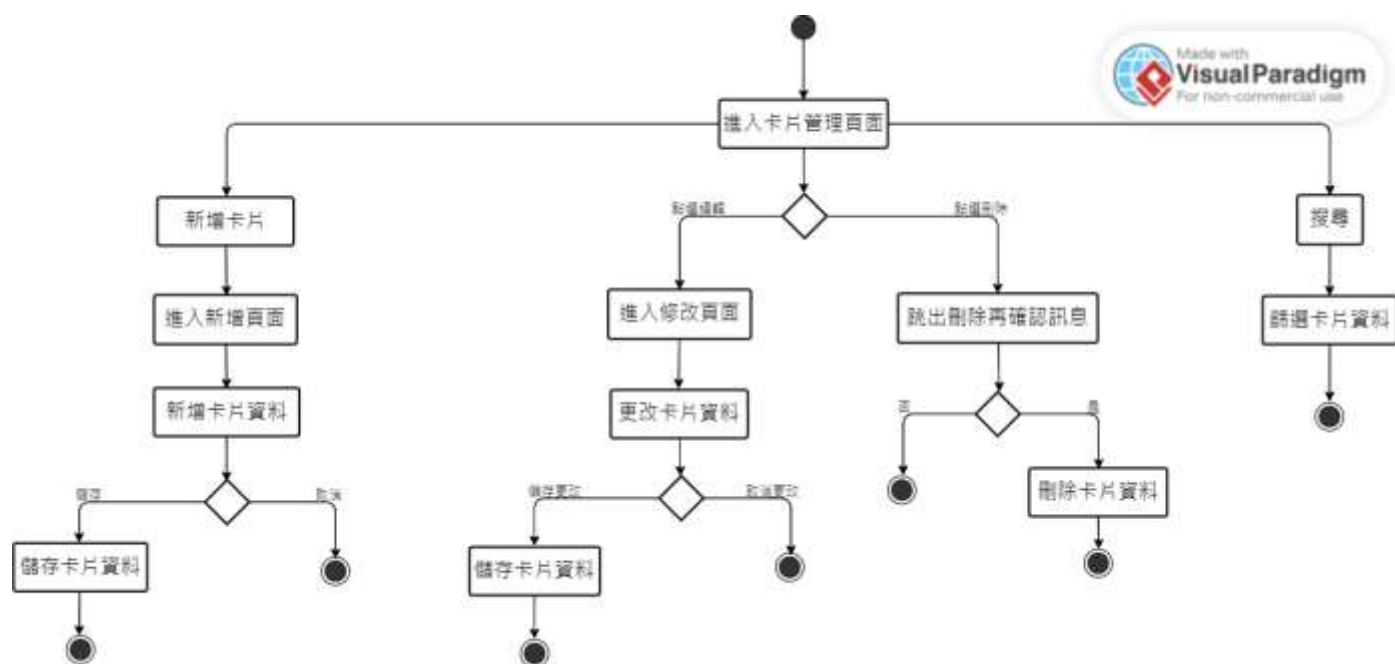 Made with
Visual Paradigm
For non-commercial use
進入卡片管理頁面
新增卡片
點選編輯
點選刪除
搜尋
進入新增頁面
進入修改頁面
跳出刪除再確認訊息
篩選卡片資料
新增卡片資料
更改卡片資料
否
是
儲存
取消
儲存更改
取消更改
刪除卡片資料
儲存卡片資料
儲存卡片資料